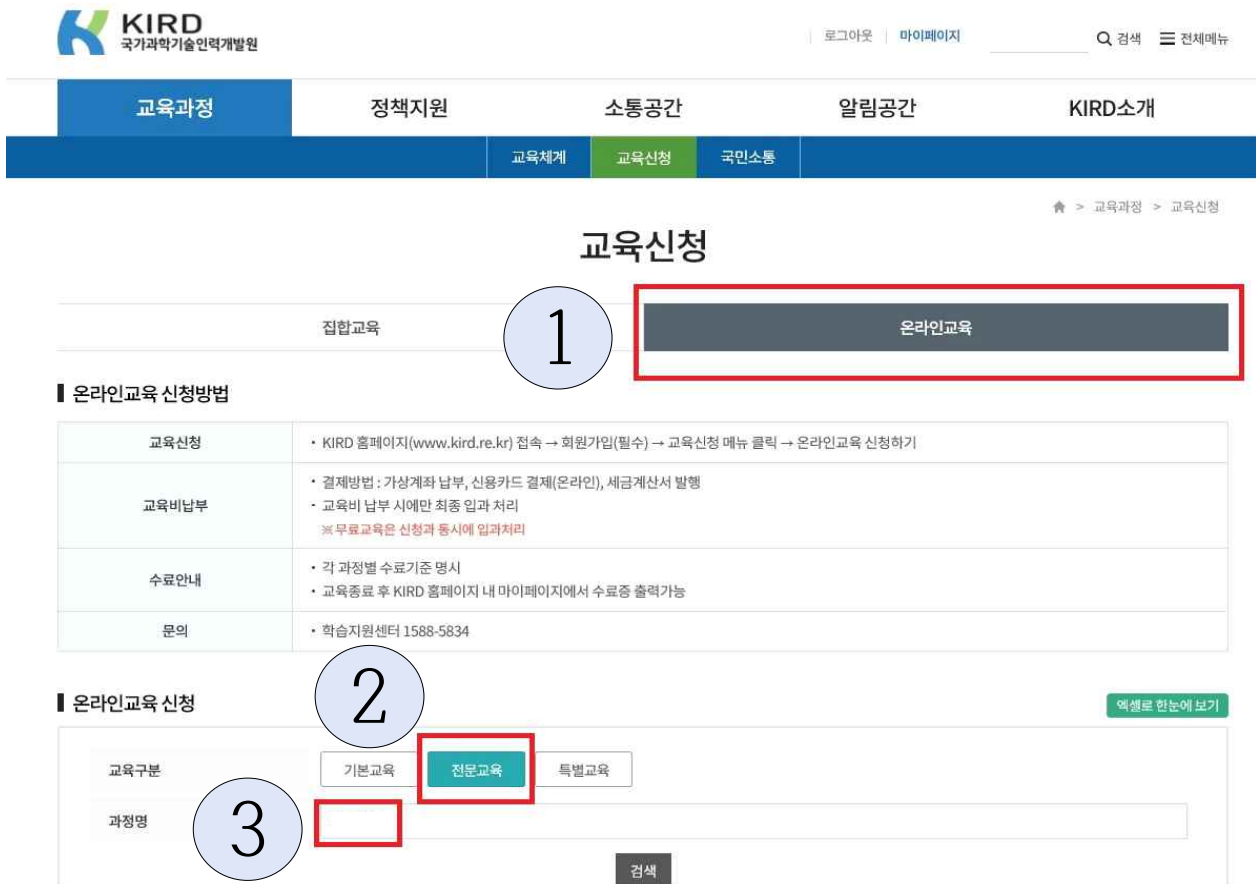 KIRD
국가과학기술인력개발원
로그아웃 마이페이지 검색 전체메뉴
교육과정 정책지원 소통공간 알림공간 KIRD소개
교육체계 교육신청 국민소통
> 교육과정 > 교육신청
교육신청
집합교육 1 온라인교육
온라인교육 신청방법
교육신청 • KIRD 홈페이지(www.kird.re.kr) 접속 → 회원가입(필수) → 교육신청 메뉴 클릭 → 온라인교육 신청하기
교육비납부 • 결제방법 : 가상계좌 납부, 신용카드 결제(온라인), 세금계산서 발행
• 교육비 납부 시에만 최종 입과 처리
※무료교육은 신청과 동시에 입과처리
수료안내 • 각 과정별 수료기준 명시
• 교육종료 후 KIRD 홈페이지 내 마이페이지에서 수료증 출력가능
문의 • 학습지원센터 1588-5834
2
온라인교육 신청 엑셀로 한눈에 보기
교육구분 기본교육 전문교육 특별교육
과정명 3
검색